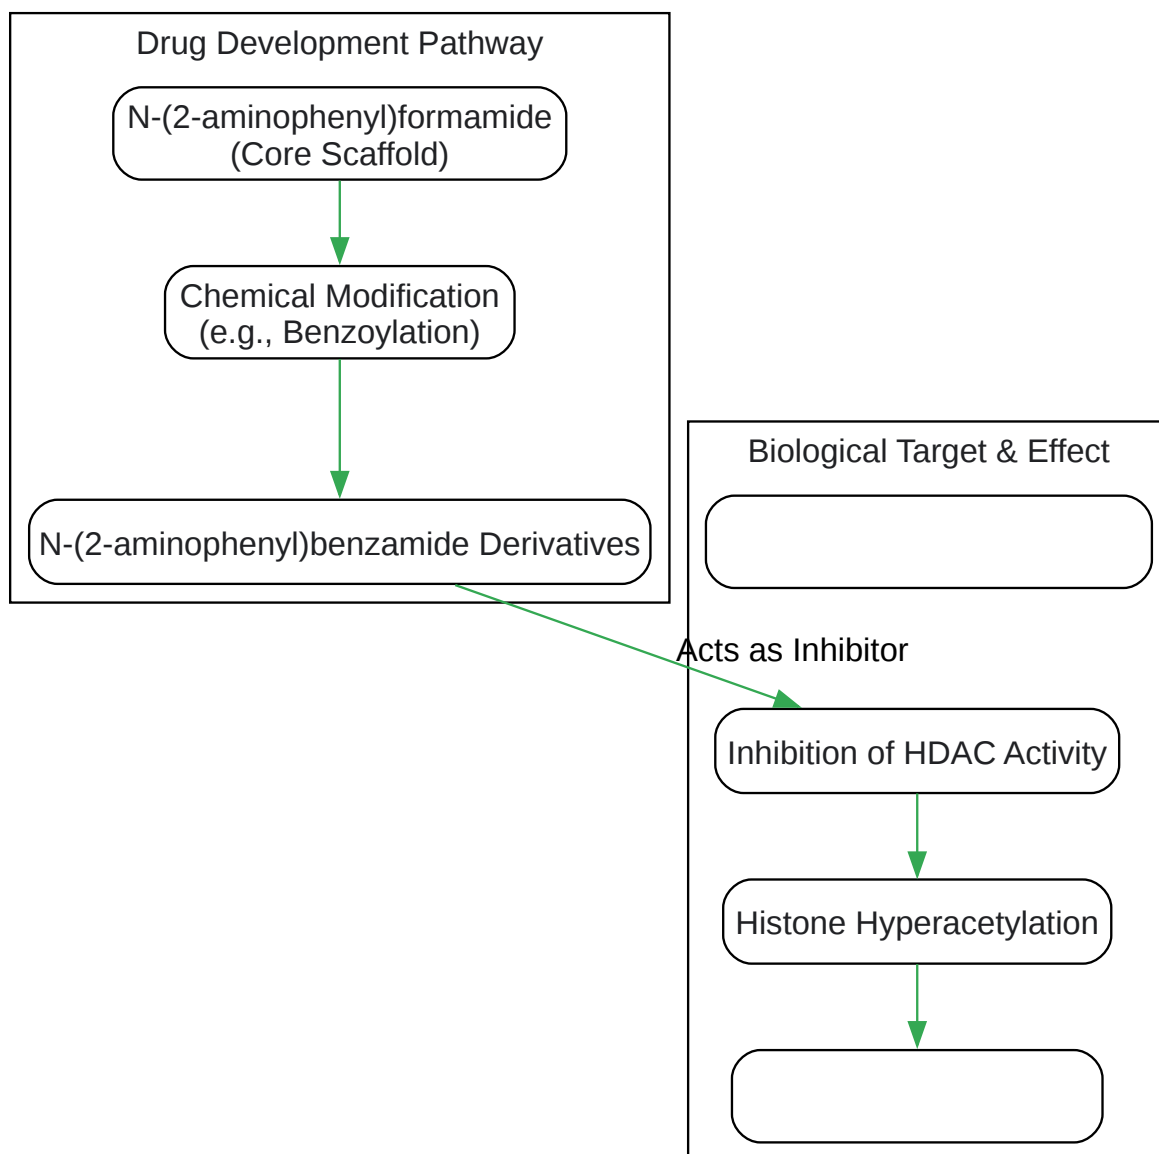 Drug Development Pathway
N-(2-aminophenyl)formamide
(Core Scaffold)
Chemical Modification
(e.g., Benzoylation)
N-(2-aminophenyl)benzamide Derivatives
Biological Target & Effect
Acts as Inhibitor
Inhibition of HDAC Activity
Histone Hyperacetylation